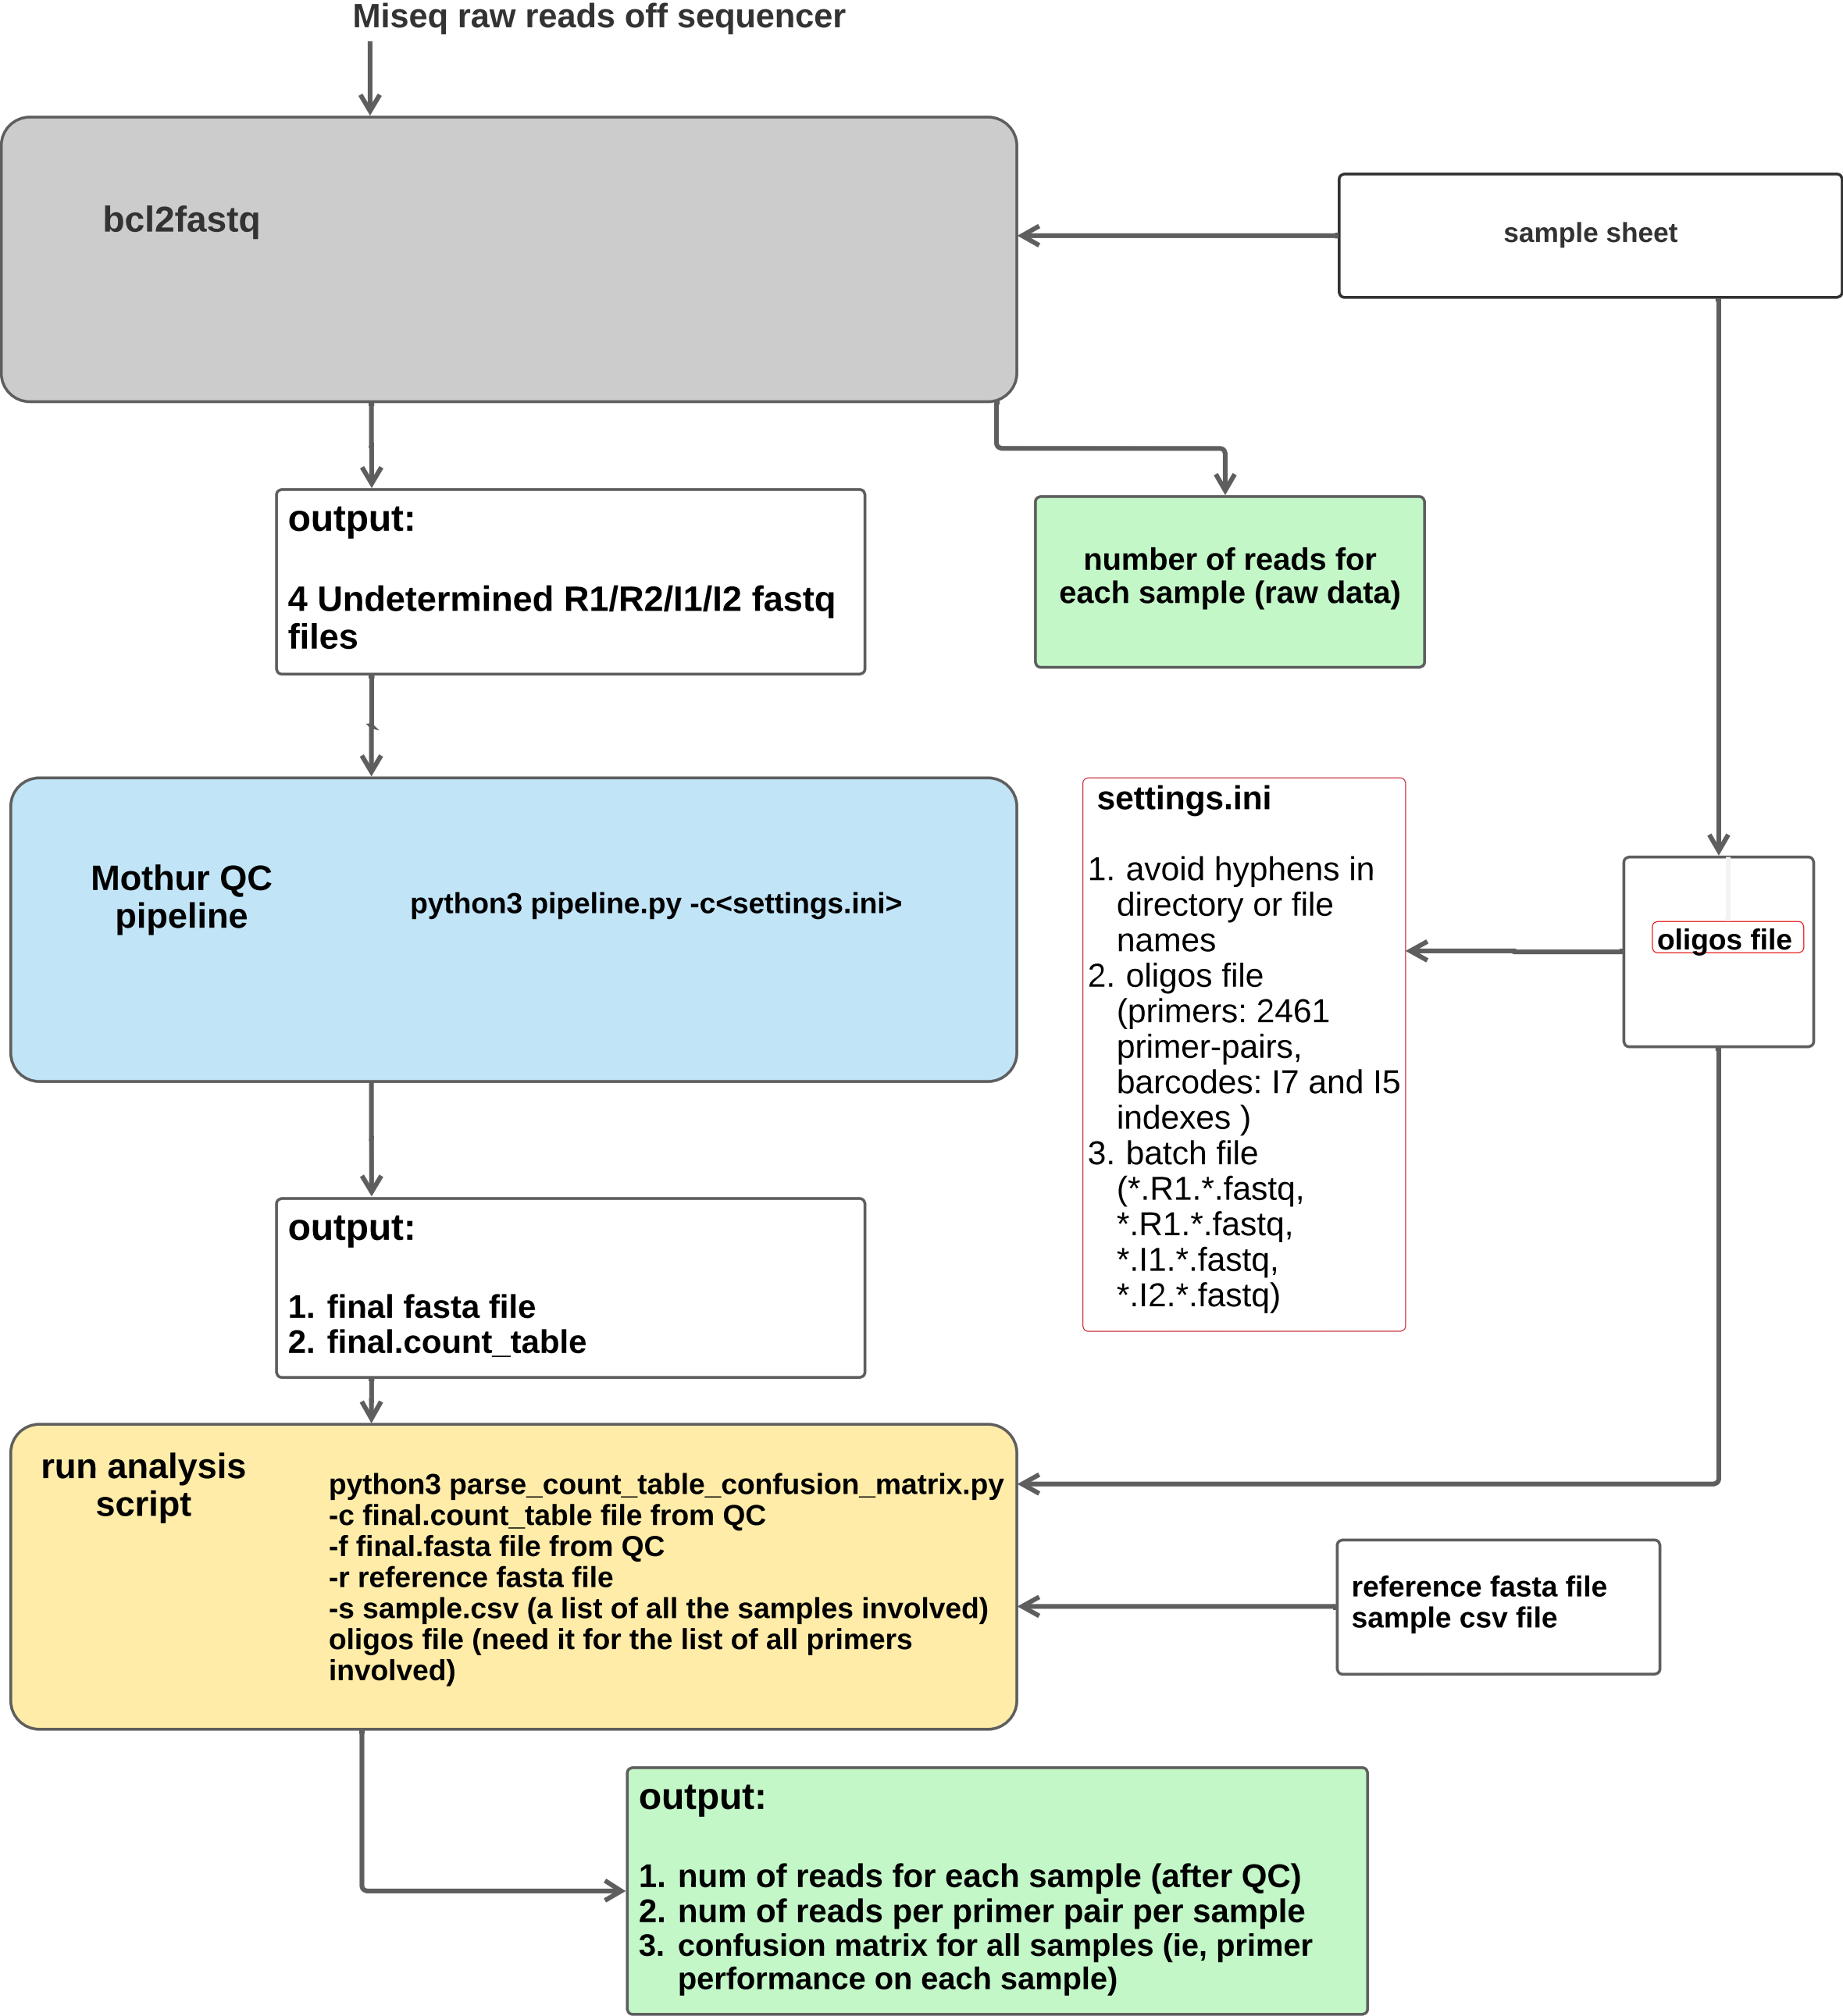 Miseq raw reads off sequencer
bcl2fastq
sample sheet
output:
4 Undetermined R1/R2/I1/I2 fastq
files
number of reads for
each sample (raw data)
Mothur QC
pipeline
python3 pipeline.py -c<settings.ini>
settings.ini
1. avoid hyphens in
directory or file
names
2. oligos file
(primers: 2461
primer-pairs,
barcodes: I7 and I5
indexes )
3. batch file
(*.R1.*.fastq,
*.R1.*.fastq,
*.I1.*.fastq,
*.I2.*.fastq)
oligos file
output:
1. final fasta file
2. final.count_table
run analysis
script
python3 parse_count_table_confusion_matrix.py
-c final.count_table file from QC
-f final.fasta file from QC
-r reference fasta file
-s sample.csv (a list of all the samples involved)
oligos file (need it for the list of all primers
involved)
reference fasta file
sample csv file
output:
1. num of reads for each sample (after QC)
2. num of reads per primer pair per sample
3. confusion matrix for all samples (ie, primer
performance on each sample)